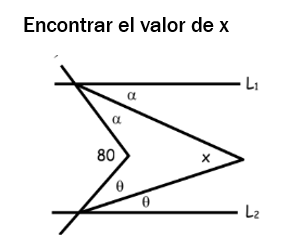 Encontrar el valor de x
L1
α
α
80
x
θ
θ
L2